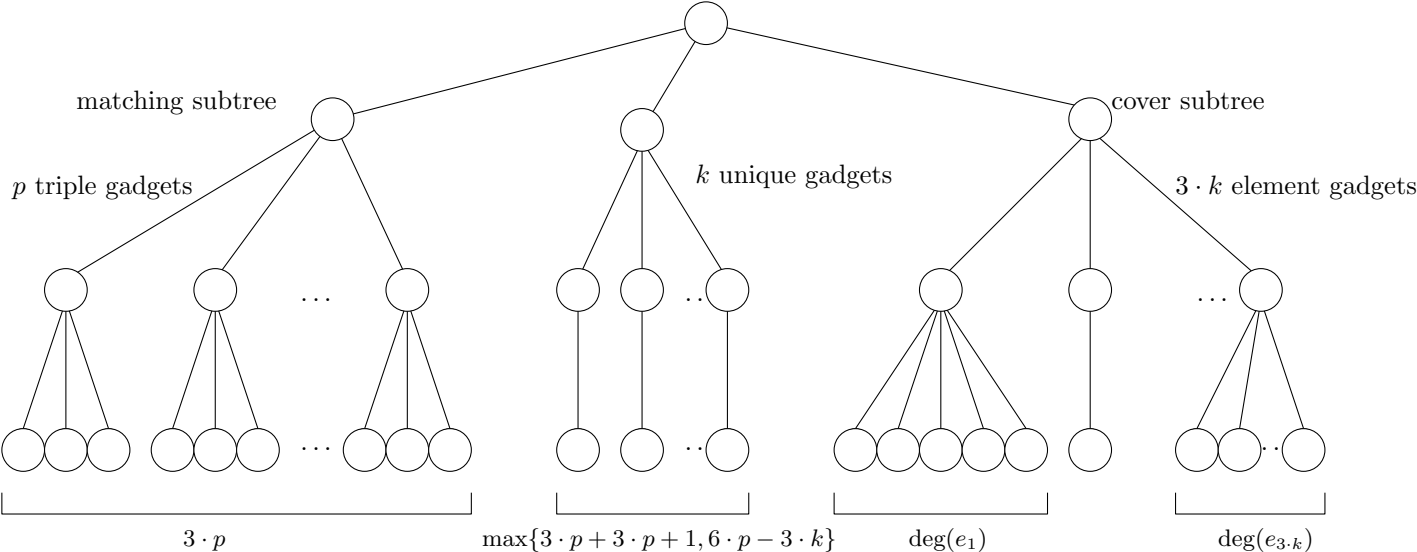 matching subtree
cover subtree
k unique gadgets
p triple gadgets
3 · k element gadgets
...
..
...
...
..
..
3 · p
max{3 · p + 3 · p + 1, 6 · p − 3 · k}
deg(e₁)
deg(e₃.ₖ)